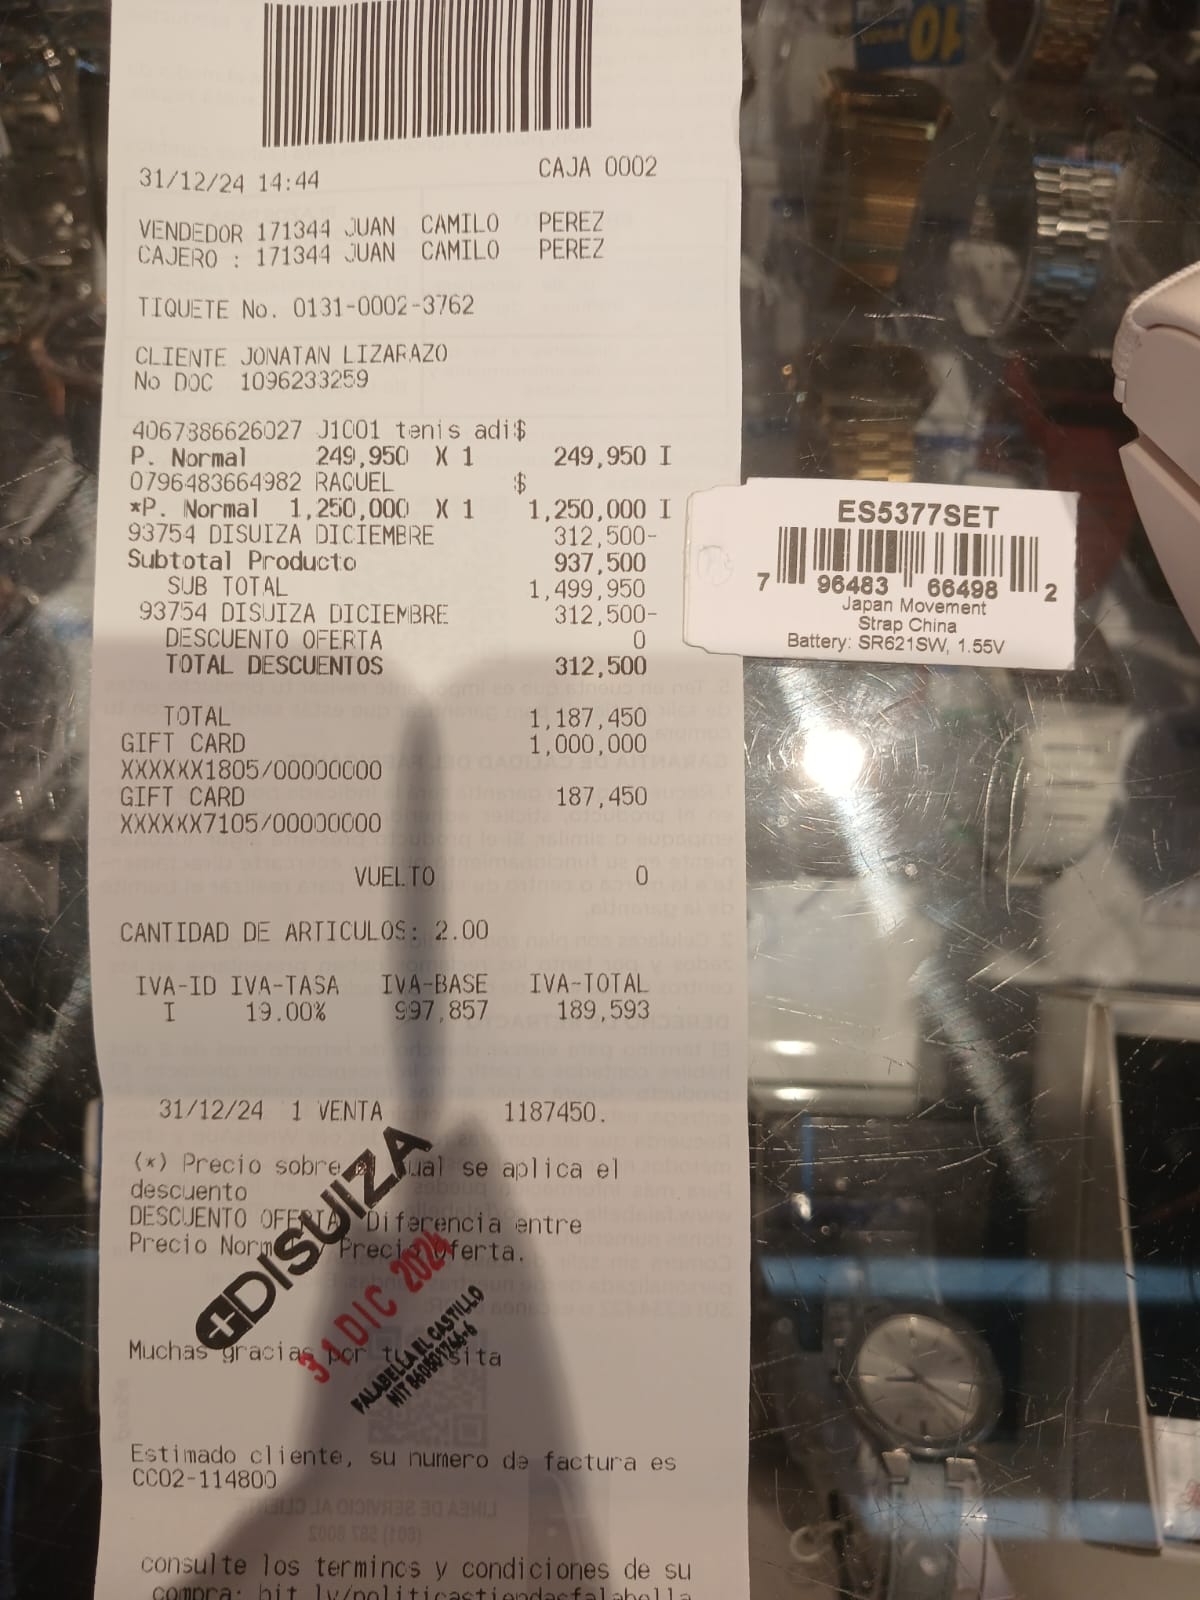 31/12/24 14:44 CAJA 0002
VENDEDOR 171344 JUAN CAMILO PEREZ
CAJERO : 171344 JUAN CAMILO PEREZ
TIQUETE No. 0131-0002-3762
CLIENTE JONATAN LIZARAZO
No DOC 1096233259
4067886626027 J1001 tenis adi$
P. Normal 249,950 X 1 249,950 I
0796483664982 RAQUEL $
*P. Normal 1,250,000 X 1 1,250,000 I
93754 DISUIZA DICIEMBRE 312,500-
Subtotal Producto 937,500
SUB TOTAL 1,499,950
93754 DISUIZA DICIEMBRE 312,500-
DESCUENTO OFERTA 0
TOTAL DESCUENTOS 312,500
TOTAL 1,187,450
GIFT CARD 1,000,000
XXXXXX1805/00000000
GIFT CARD 187,450
XXXXXX7105/00000000
VUELTO 0
CANTIDAD DE ARTICULOS: 2.00
IVA-ID IVA-TASA IVA-BASE IVA-TOTAL
I 19.00% 997,857 189,593
31/12/24 1 VENTA 1187450.
(*) Precio sobre el cual se aplica el
descuento
DESCUENTO OFERTA Diferencia entre
Precio Norm Precio Oferta.
DISUIZA
31 DIC 2024
FALABELLA EL CASTILLO
NIT
Muchas gracias por tu visita
Estimado cliente, su numero de factura es
CC02-114800
consulte los terminos y condiciones de su
compra: bit.ly/politicastiendasfalabella
ES5377SET
7 96483 66498 2
Japan Movement
Strap China
Battery: SR621SW, 1.55V
10